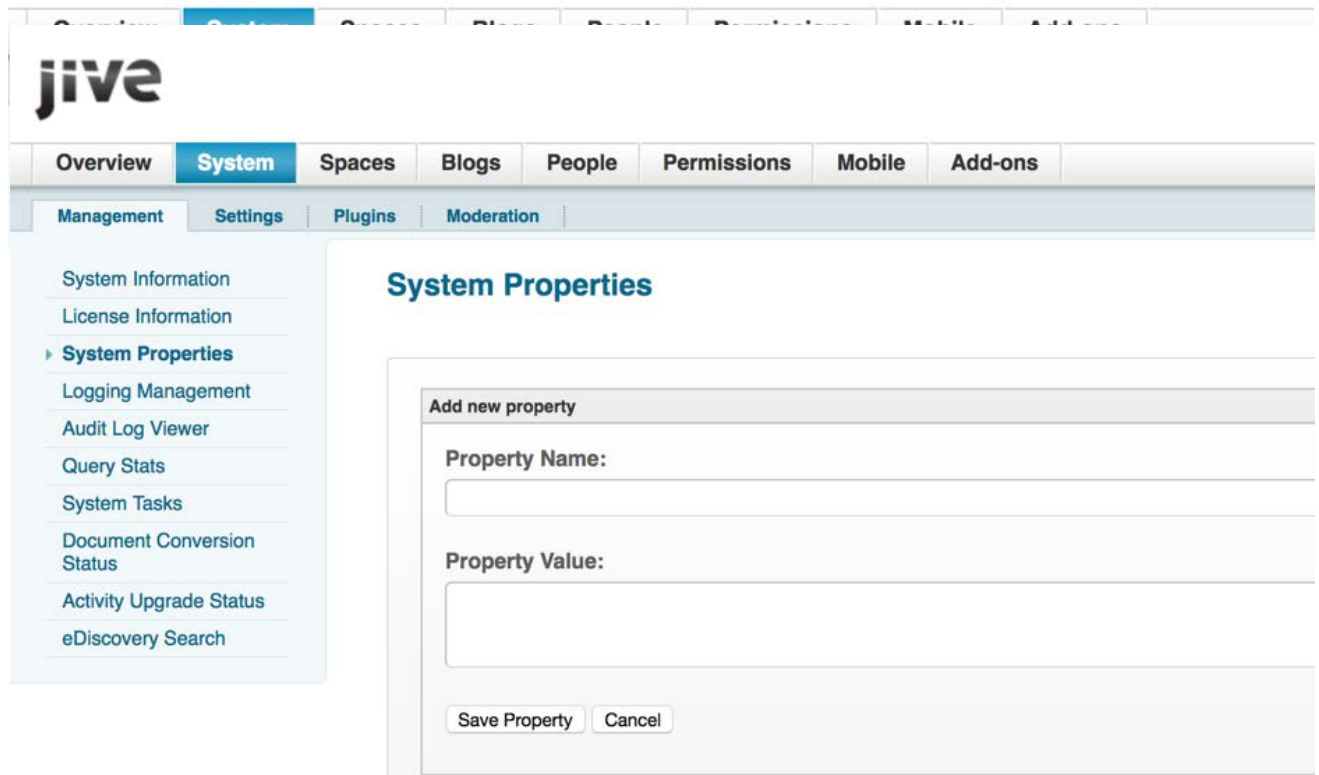 jive
Overview System Spaces Blogs People Permissions Mobile Add-ons
Management Settings Plugins Moderation
System Information
License Information
System Properties
Logging Management
Audit Log Viewer
Query Stats
System Tasks
Document Conversion
Status
Activity Upgrade Status
eDiscovery Search
System Properties
Add new property
Property Name:
Property Value:
Save Property Cancel